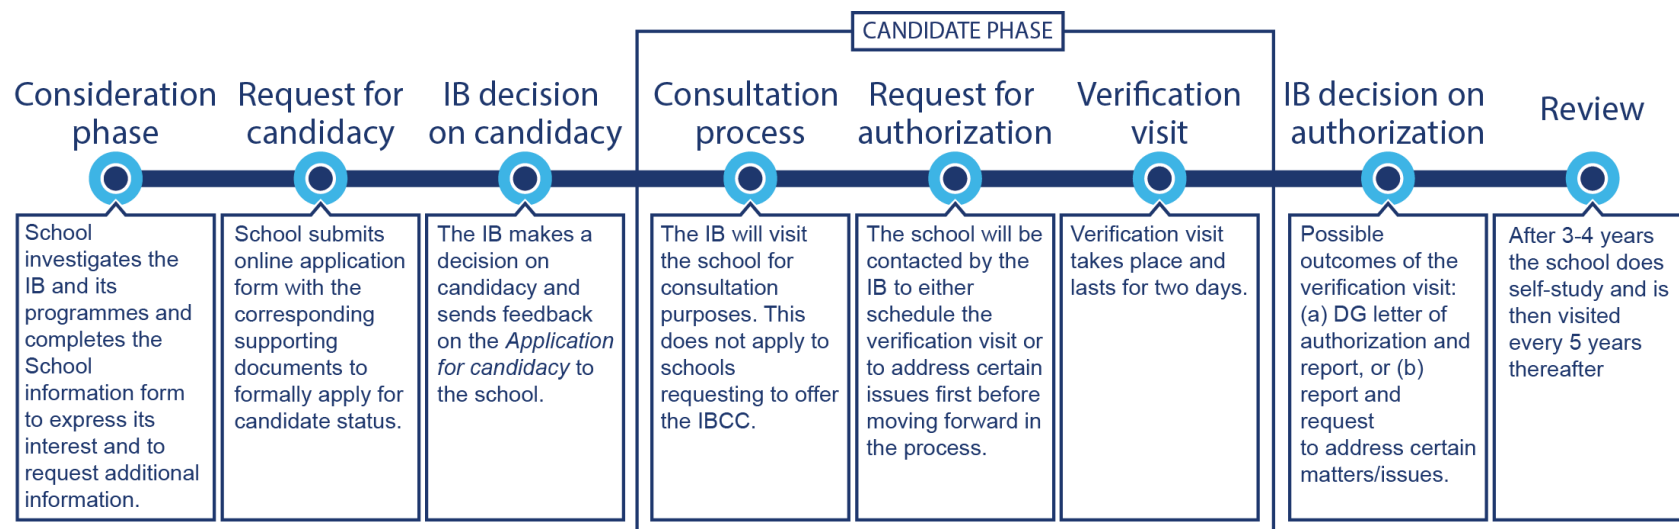 CANDIDATE PHASE
Consideration
phase
Request for
candidacy
IB decision
on candidacy
Consultation
process
Request for
authorization
Verification
visit
IB decision on
authorization
Review
School
investigates the
IB and its
programmes and
completes the
School
information form
to express its
interest and to
request additional
information.
School submits
online application
form with the
corresponding
supporting
documents to
formally apply for
candidate status.
The IB makes a
decision on
candidacy and
sends feedback
on the Application
for candidacy to
the school.
The IB will visit
the school for
consultation
purposes. This
does not apply to
schools
requesting to offer
the IBCC.
The school will be
contacted by the
IB to either
schedule the
verification visit or
to address certain
issues first before
moving forward in
the process.
Verification visit
takes place and
lasts for two days.
Possible
outcomes of the
verification visit:
(a) DG letter of
authorization and
report, or (b)
report and
request
to address certain
matters/issues.
After 3-4 years
the school does
self-study and is
then visited
every 5 years
thereafter